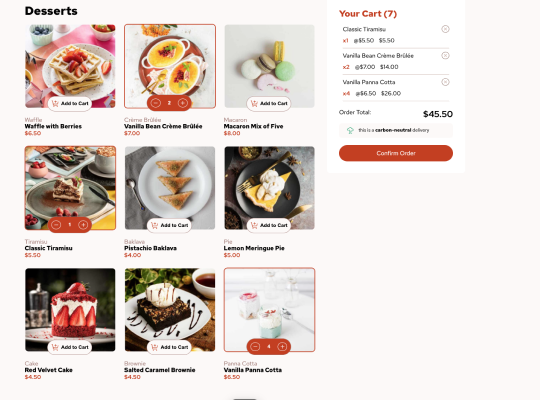 Desserts
Add to Cart
2
Add to Cart
Waffle
Waffle with Berries
$6.50
Crème Brûlée
Vanilla Bean Crème Brûlée
$7.00
Macaron
Macaron Mix of Five
$8.00
1
Add to Cart
Add to Cart
Tiramisu
Classic Tiramisu
$5.50
Baklava
Pistachio Baklava
$4.00
Pie
Lemon Meringue Pie
$5.00
Add to Cart
Add to Cart
4
Cake
Red Velvet Cake
$4.50
Brownie
Salted Caramel Brownie
$4.50
Panna Cotta
Vanilla Panna Cotta
$6.50
Your Cart (7)
Classic Tiramisu
x1 @$5.50 $5.50
Vanilla Bean Crème Brûlée
x2 @$7.00 $14.00
Vanilla Panna Cotta
x4 @$6.50 $26.00
Order Total: $45.50
this is a carbon-neutral delivery
Confirm Order